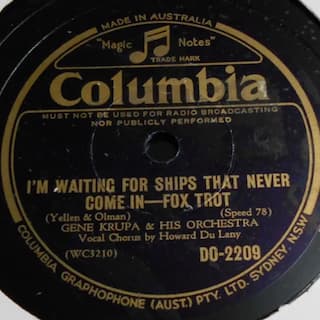 MADE IN AUSTRALIA
"Magic Notes"
TRADE MARK
Columbia
MUST NOT BE USED FOR RADIO BROADCASTING
NOR PUBLICLY PERFORMED
I'M WAITING FOR SHIPS THAT NEVER
COME IN—FOX TROT
(Yellen & Olman) (Speed 78)
GENE KRUPA & HIS ORCHESTRA
Vocal Chorus by Howard Du Lany
(WC3210) DO-2209
COLUMBIA GRAPHOPHONE (AUST.) PTY. LTD. SYDNEY. N.S.W.